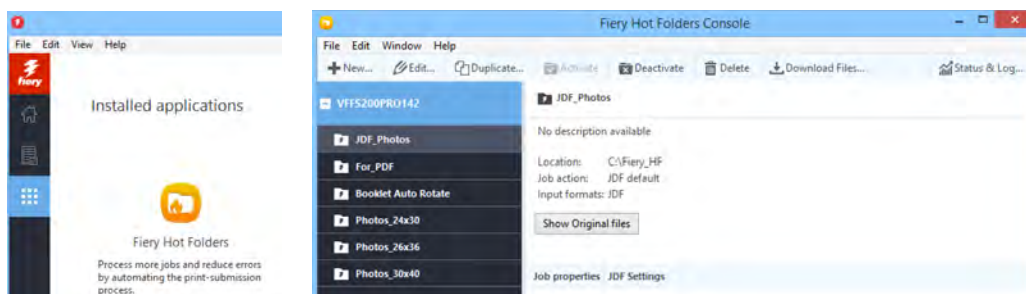 File Edit View Help
fiery
Installed applications
Fiery Hot Folders
Process more jobs and reduce errors
by automating the print-submission
process.
Fiery Hot Folders Console
File Edit Window Help
New... Edit... Duplicate... Activate Deactivate Delete Download Files... Status & Log...
VFFS200PRO142
JDF_Photos
For_PDF
Booklet Auto Rotate
Photos_24x30
Photos_26x36
Photos_30x40
JDF_Photos
No description available
Location: C:\Fiery_HF
Job action: JDF default
Input formats: JDF
Show Original files
Job properties JDF Settings